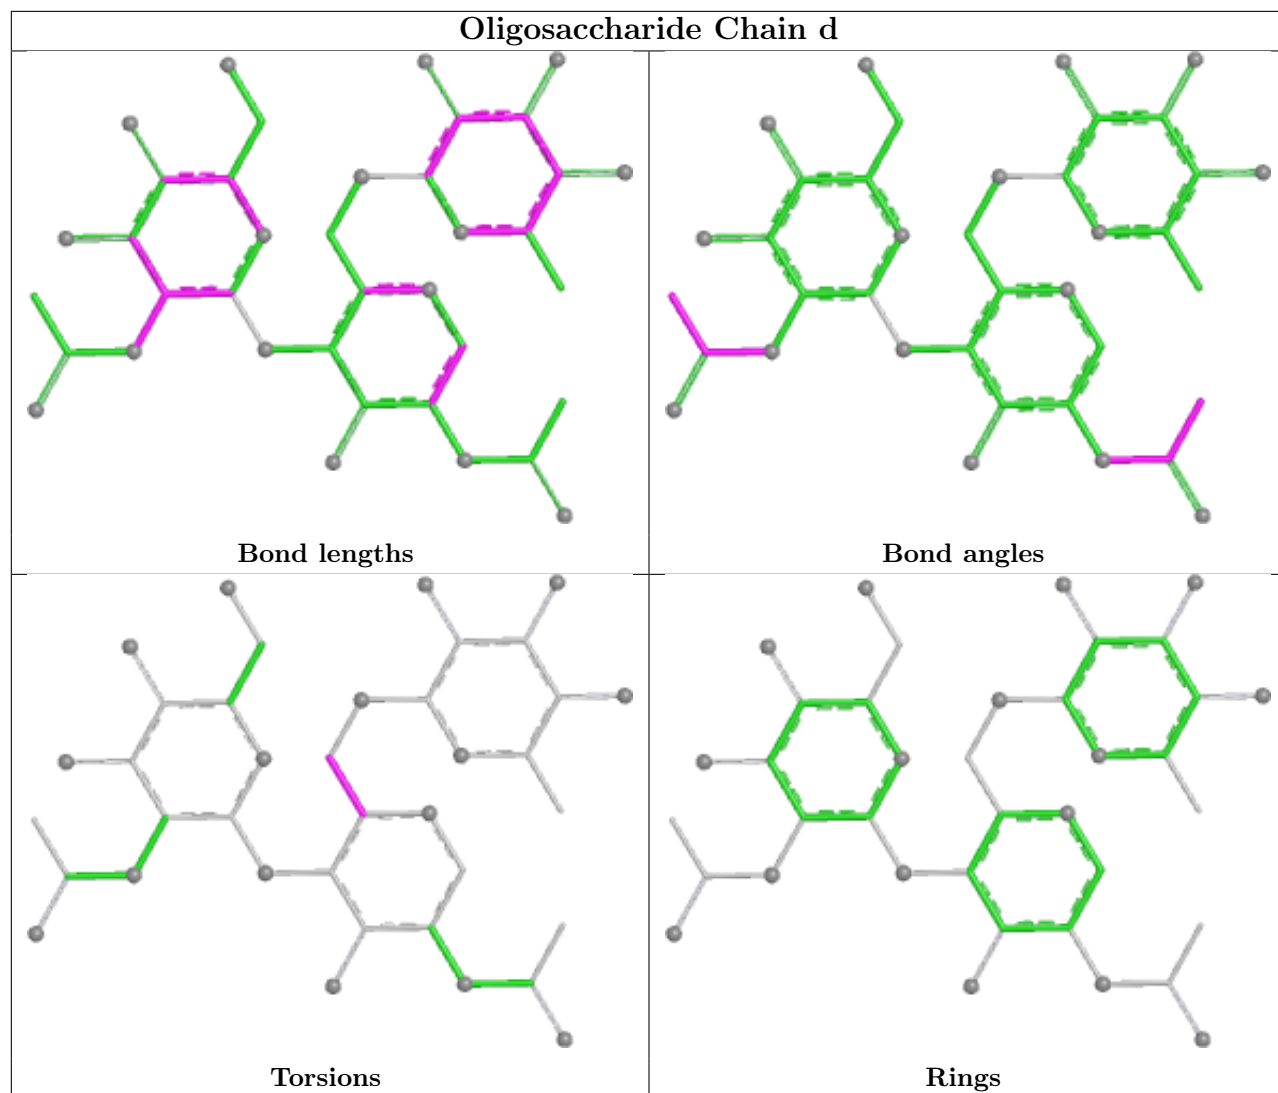 Oligosaccharide Chain d
Bond lengths
Bond angles
Torsions
Rings